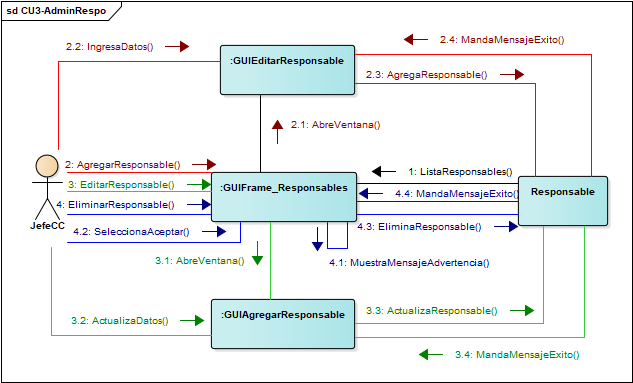 sd CU3-AdminRespo
2.2: IngresaDatos()
:GUIEditarResponsable
2.4: MandaMensajeExito()
2.3: AgregaResponsable()
2.1: AbreVentana()
2: AgregarResponsable()
3: EditarResponsable()
4: EliminarResponsable()
4.2: SeleccionaAceptar()
JefeCC
:GUIFrame_Responsables
1: ListaResponsables()
4.4: MandaMensajeExito()
Responsable
4.3: EliminaResponsable()
4.1: MuestraMensajeAdvertencia()
3.1: AbreVentana()
3.2: ActualizaDatos()
:GUIAgregarResponsable
3.3: ActualizaResponsable()
3.4: MandaMensajeExito()